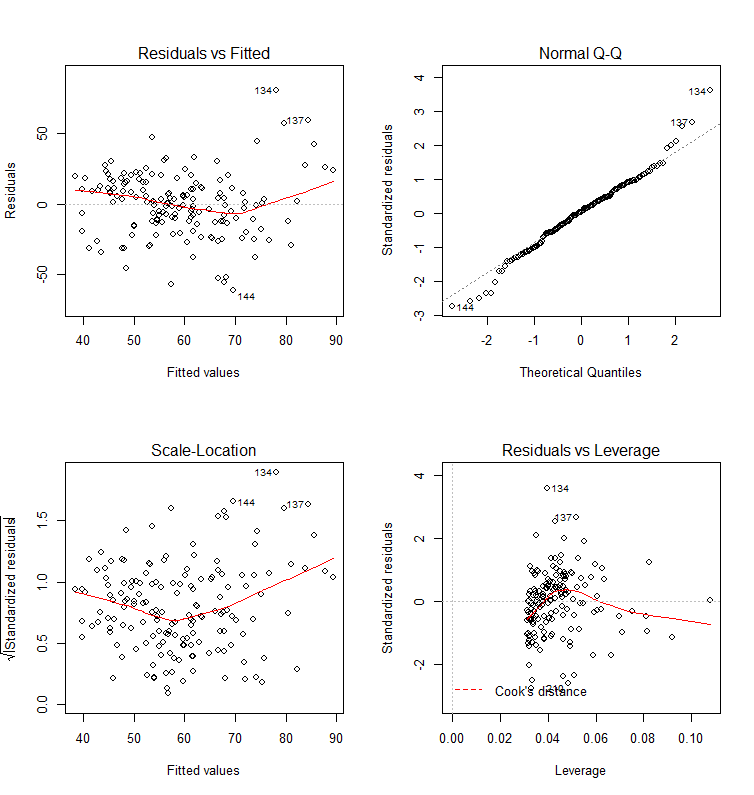 Residuals vs Fitted
Residuals
50
0
-50
134
137
144
40 50 60 70 80 90
Fitted values
Normal Q-Q
Standardized residuals
4
3
2
1
0
-1
-2
-3
134
137
144
-2 -1 0 1 2
Theoretical Quantiles
Scale-Location
√|Standardized residuals|
1.5
1.0
0.5
0.0
134
144
137
40 50 60 70 80 90
Fitted values
Residuals vs Leverage
Standardized residuals
4
2
0
-2
134
137
Cook's distance
0.00 0.02 0.04 0.06 0.08 0.10
Leverage